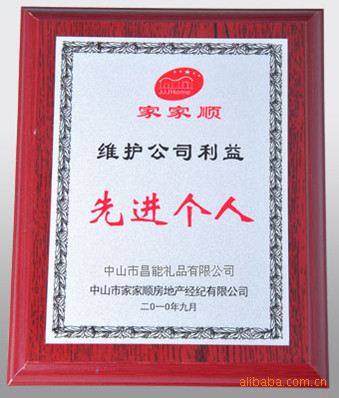 JJJHome
家家顺
维护公司利益
先进个人
中山市昌能礼品有限公司
中山市家家顺房地产经纪有限公司
二〇一〇年九月
alibaba.com.cn